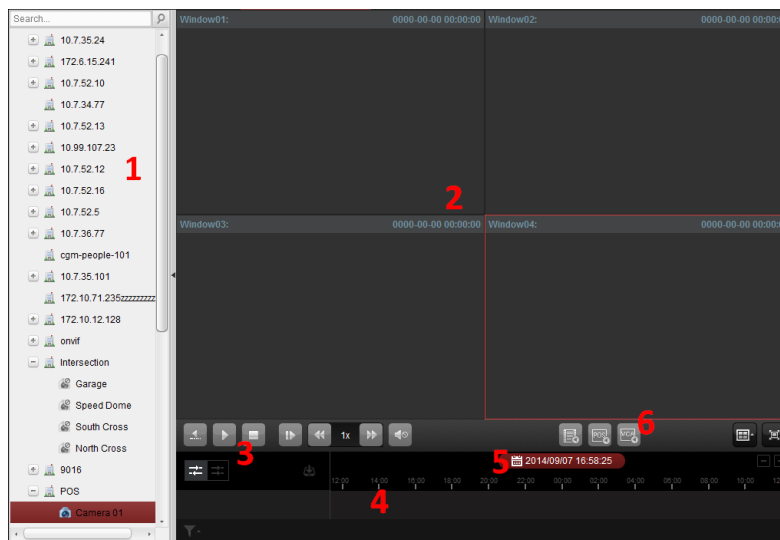 Search...
10.7.35.24
172.6.15.241
10.7.52.10
10.7.34.77
10.7.52.13
10.99.107.23
10.7.52.12
10.7.52.16
10.7.52.5
10.7.36.77
cgm-people-101
10.7.35.101
172.10.71.235zzzzzzzzz
172.10.12.128
onvif
Intersection
Garage
Speed Dome
South Cross
North Cross
9016
POS
Camera 01
1
Window01: 0000-00-00 00:00:00
Window02: 0000-00-00 00:00:0
2
Window03: 0000-00-00 00:00:00
Window04: 0000-00-00 00:00:0
1x
POS
VCA
3
6
5
2014/09/07 16:58:25
12:00 14:00 16:00 18:00 20:00 22:00 00:00 02:00 04:00 06:00 08:00 10:00 12
4